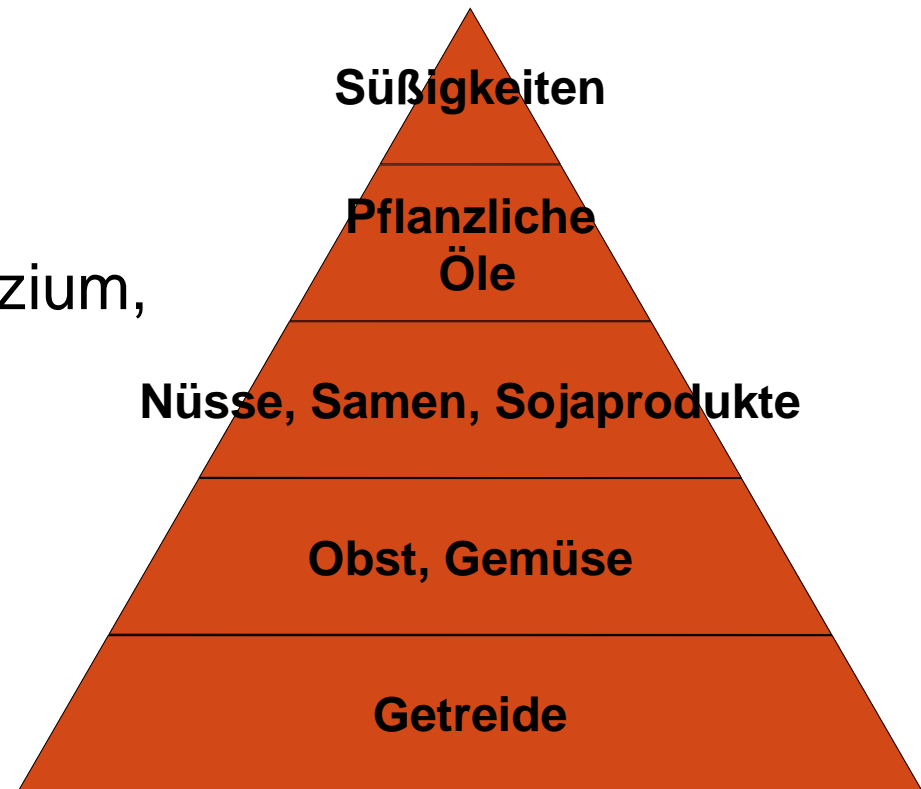 Süßigkeiten
Pflanzliche
Öle
zium,
Nüsse, Samen, Sojaprodukte
Obst, Gemüse
Getreide